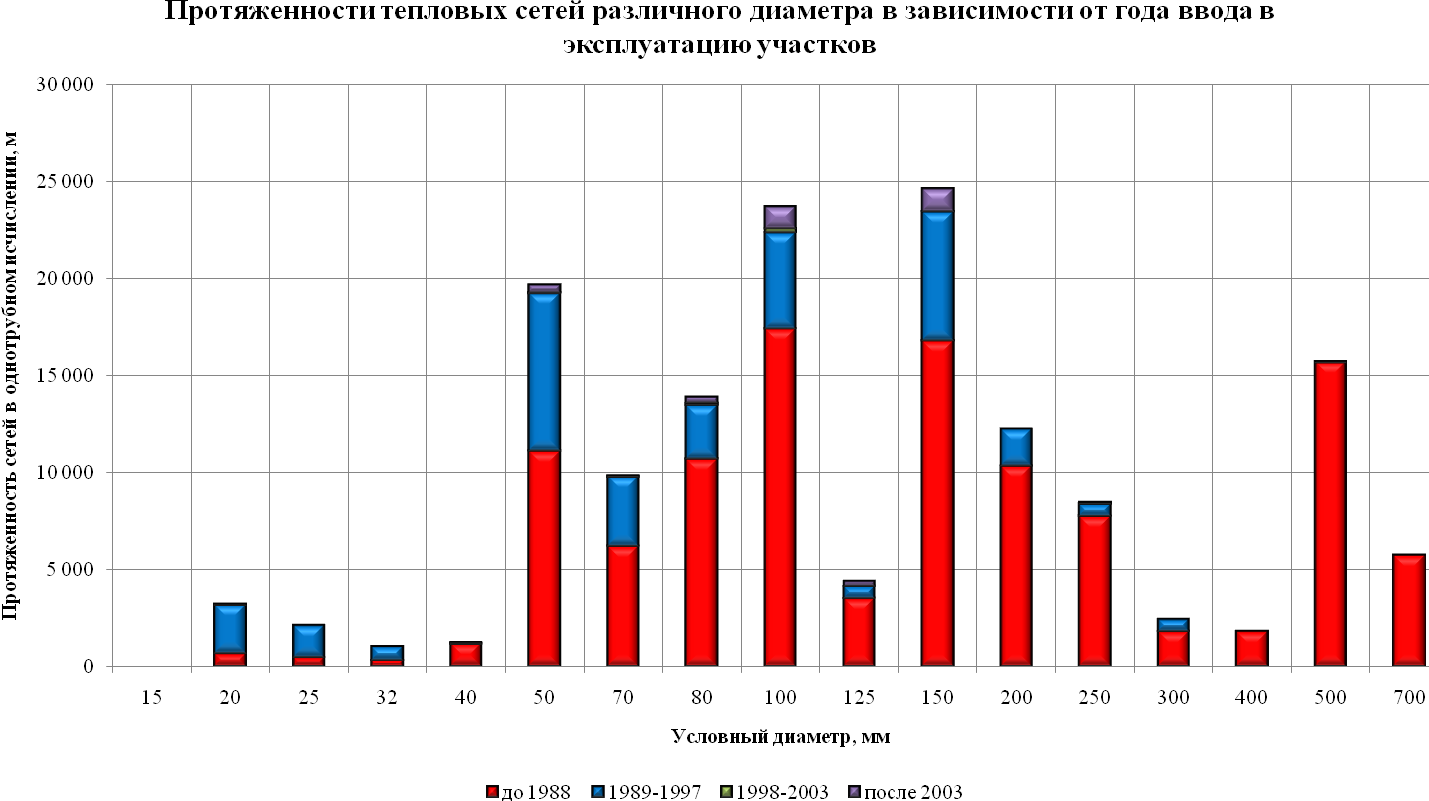 Протяженности тепловых сетей различного диаметра в зависимости от года ввода в
эксплуатацию участков
Протяженность сетей в однотрубном исчислении, м
30 000
25 000
20 000
15 000
10 000
5 000
0
15 20 25 32 40 50 70 80 100 125 150 200 250 300 400 500 700
Условный диаметр, мм
до 1988 1989-1997 1998-2003 после 2003